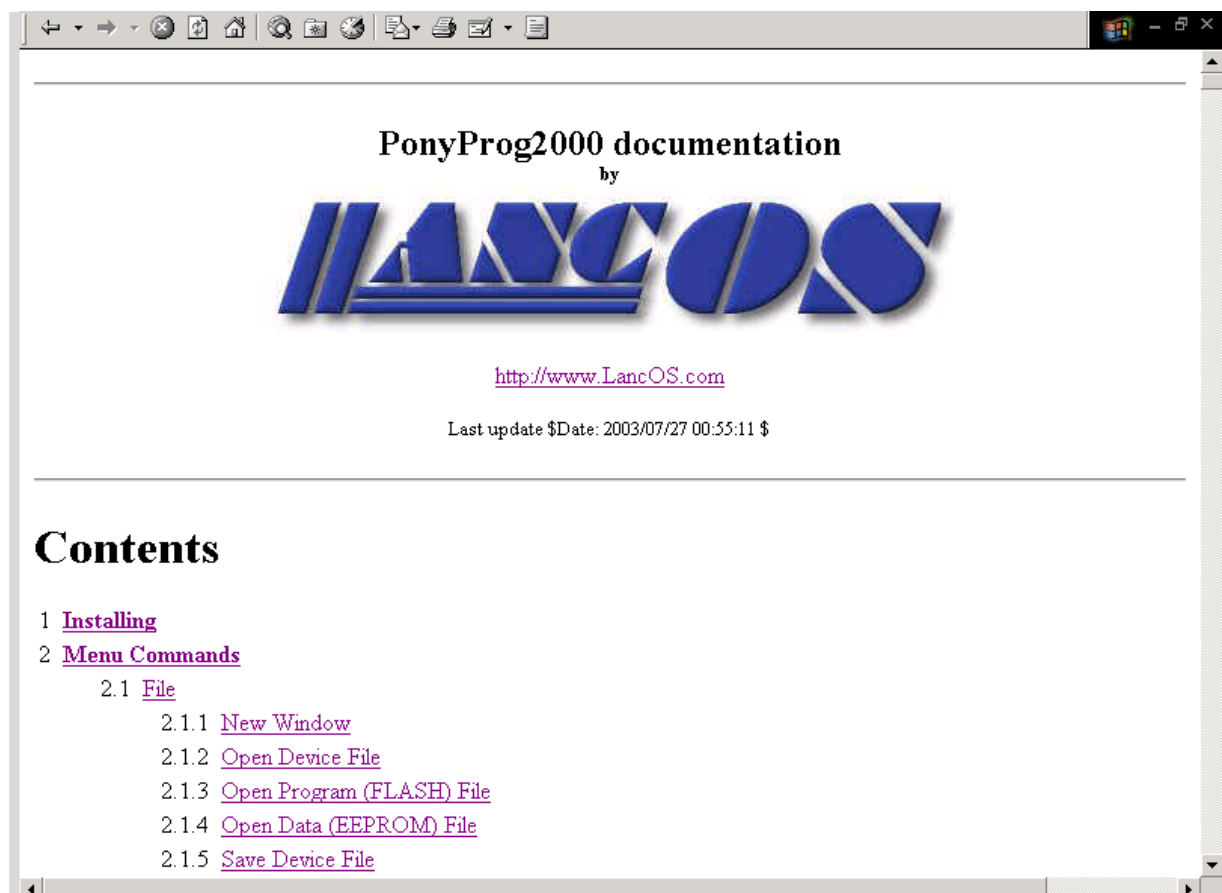 PonyProg2000 documentation
by
LANCOS
http://www.LancOS.com
Last update $Date: 2003/07/27 00:55:11 $
Contents
1 Installing
2 Menu Commands
2.1 File
2.1.1 New Window
2.1.2 Open Device File
2.1.3 Open Program (FLASH) File
2.1.4 Open Data (EEPROM) File
2.1.5 Save Device File